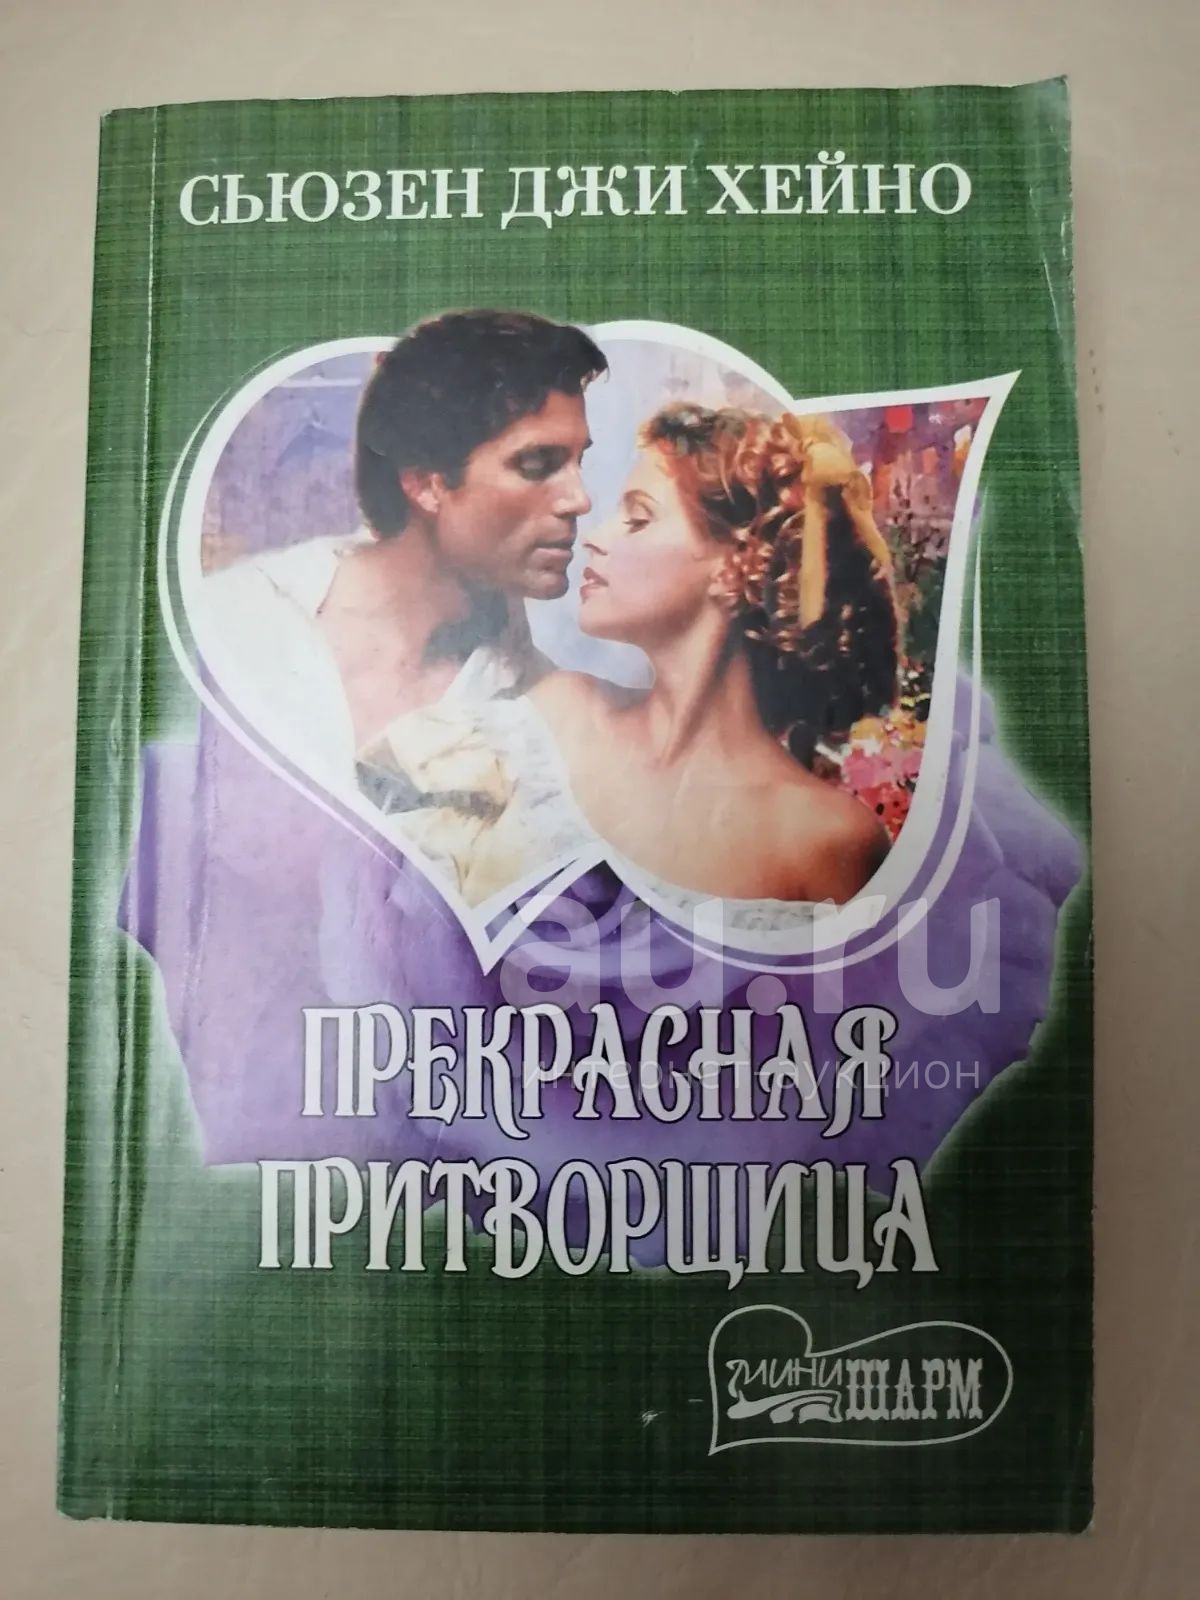 СЬЮЗЕН ДЖИ ХЕЙНО
au.ru
ПРЕКРАСНАЯ
интернет-аукцион
ПРИТВОРЩИЦА
МИНИ ШАРМ